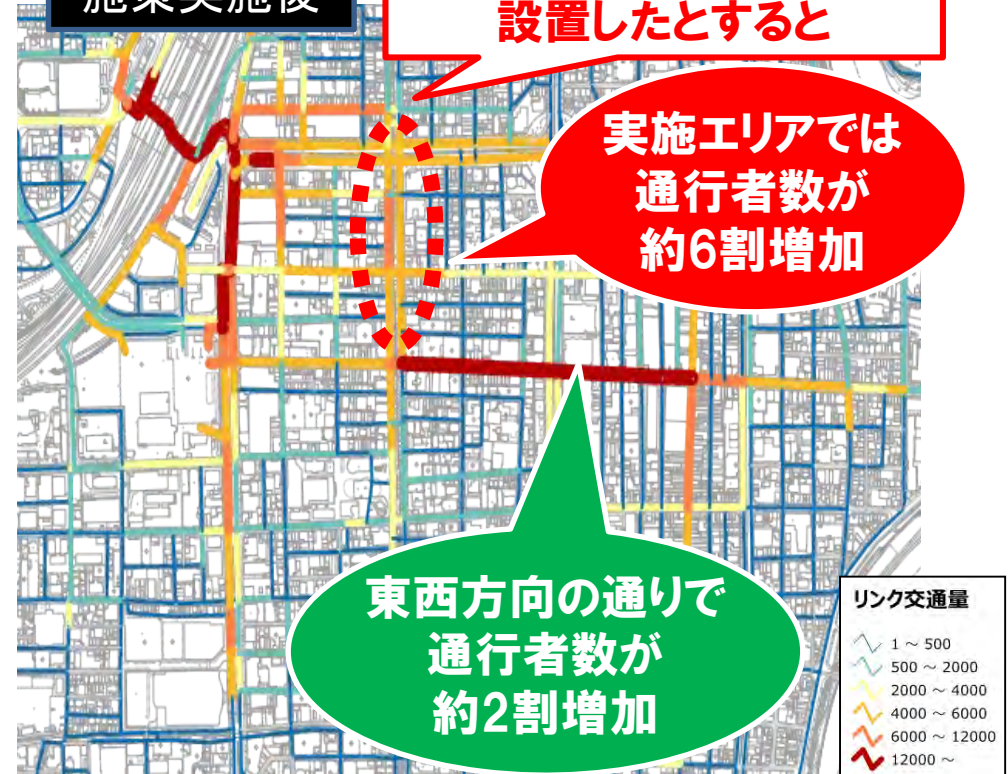 施策実施後
設置したとすると
実施エリアでは
通行者数が
約6割増加
東西方向の通りで
通行者数が
約2割増加
リンク交通量
1 ～ 500
500 ～ 2000
2000 ～ 4000
4000 ～ 6000
6000 ～ 12000
12000 ～